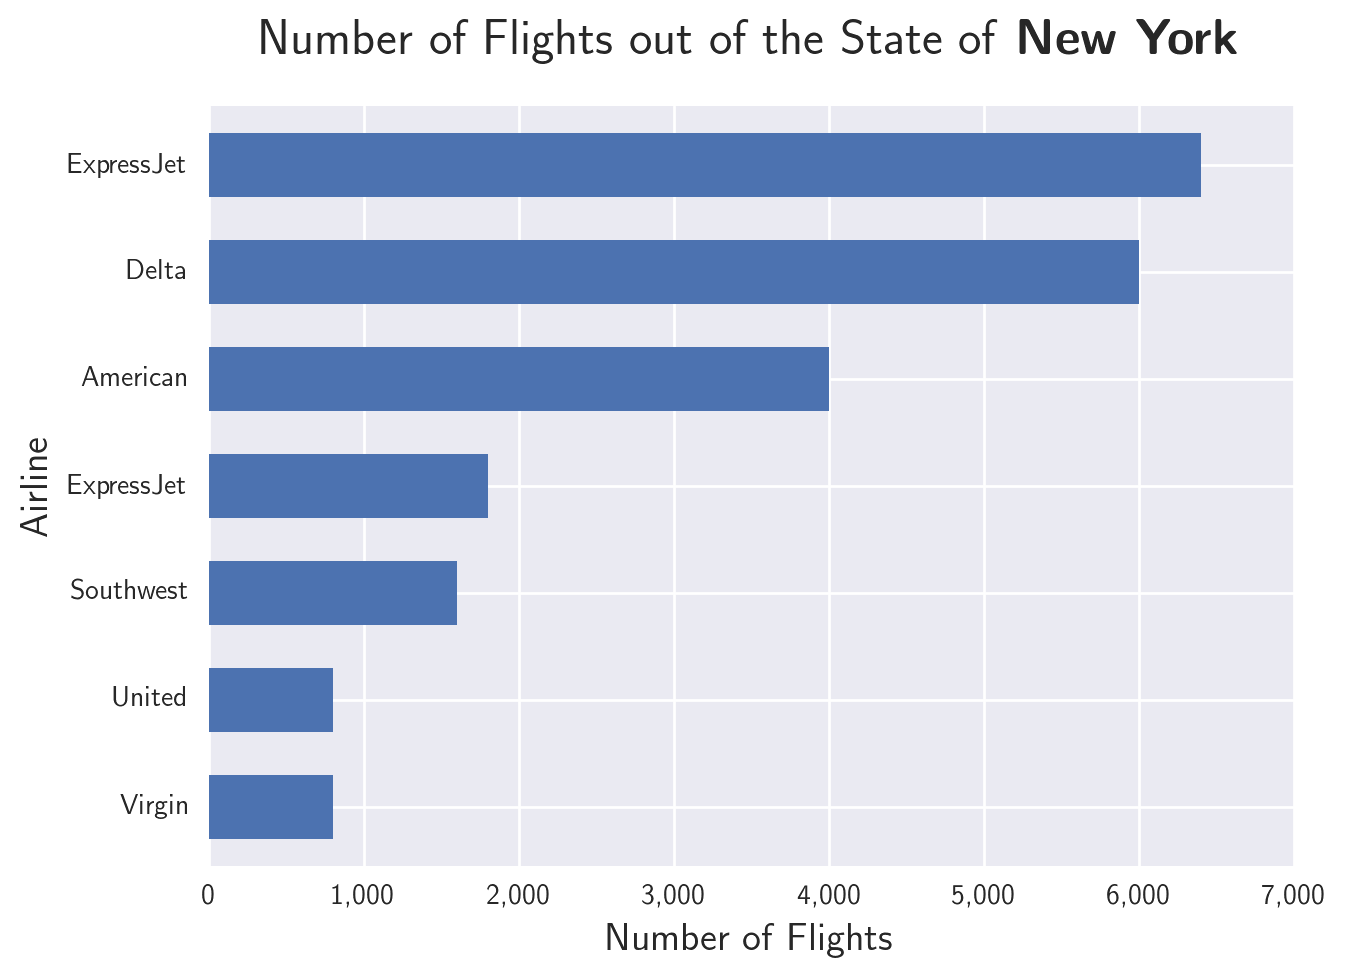 Number of Flights out of the State of New York
ExpressJet
Delta
American
ExpressJet
Southwest
United
Virgin
Airline
0 1,000 2,000 3,000 4,000 5,000 6,000 7,000
Number of Flights